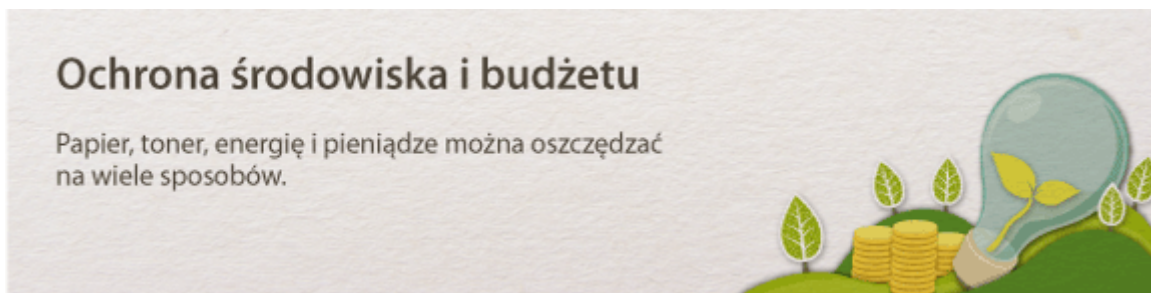 Ochrona środowiska i budżetu
Papier, toner, energię i pieniądze można oszczędzać
na wiele sposobów.